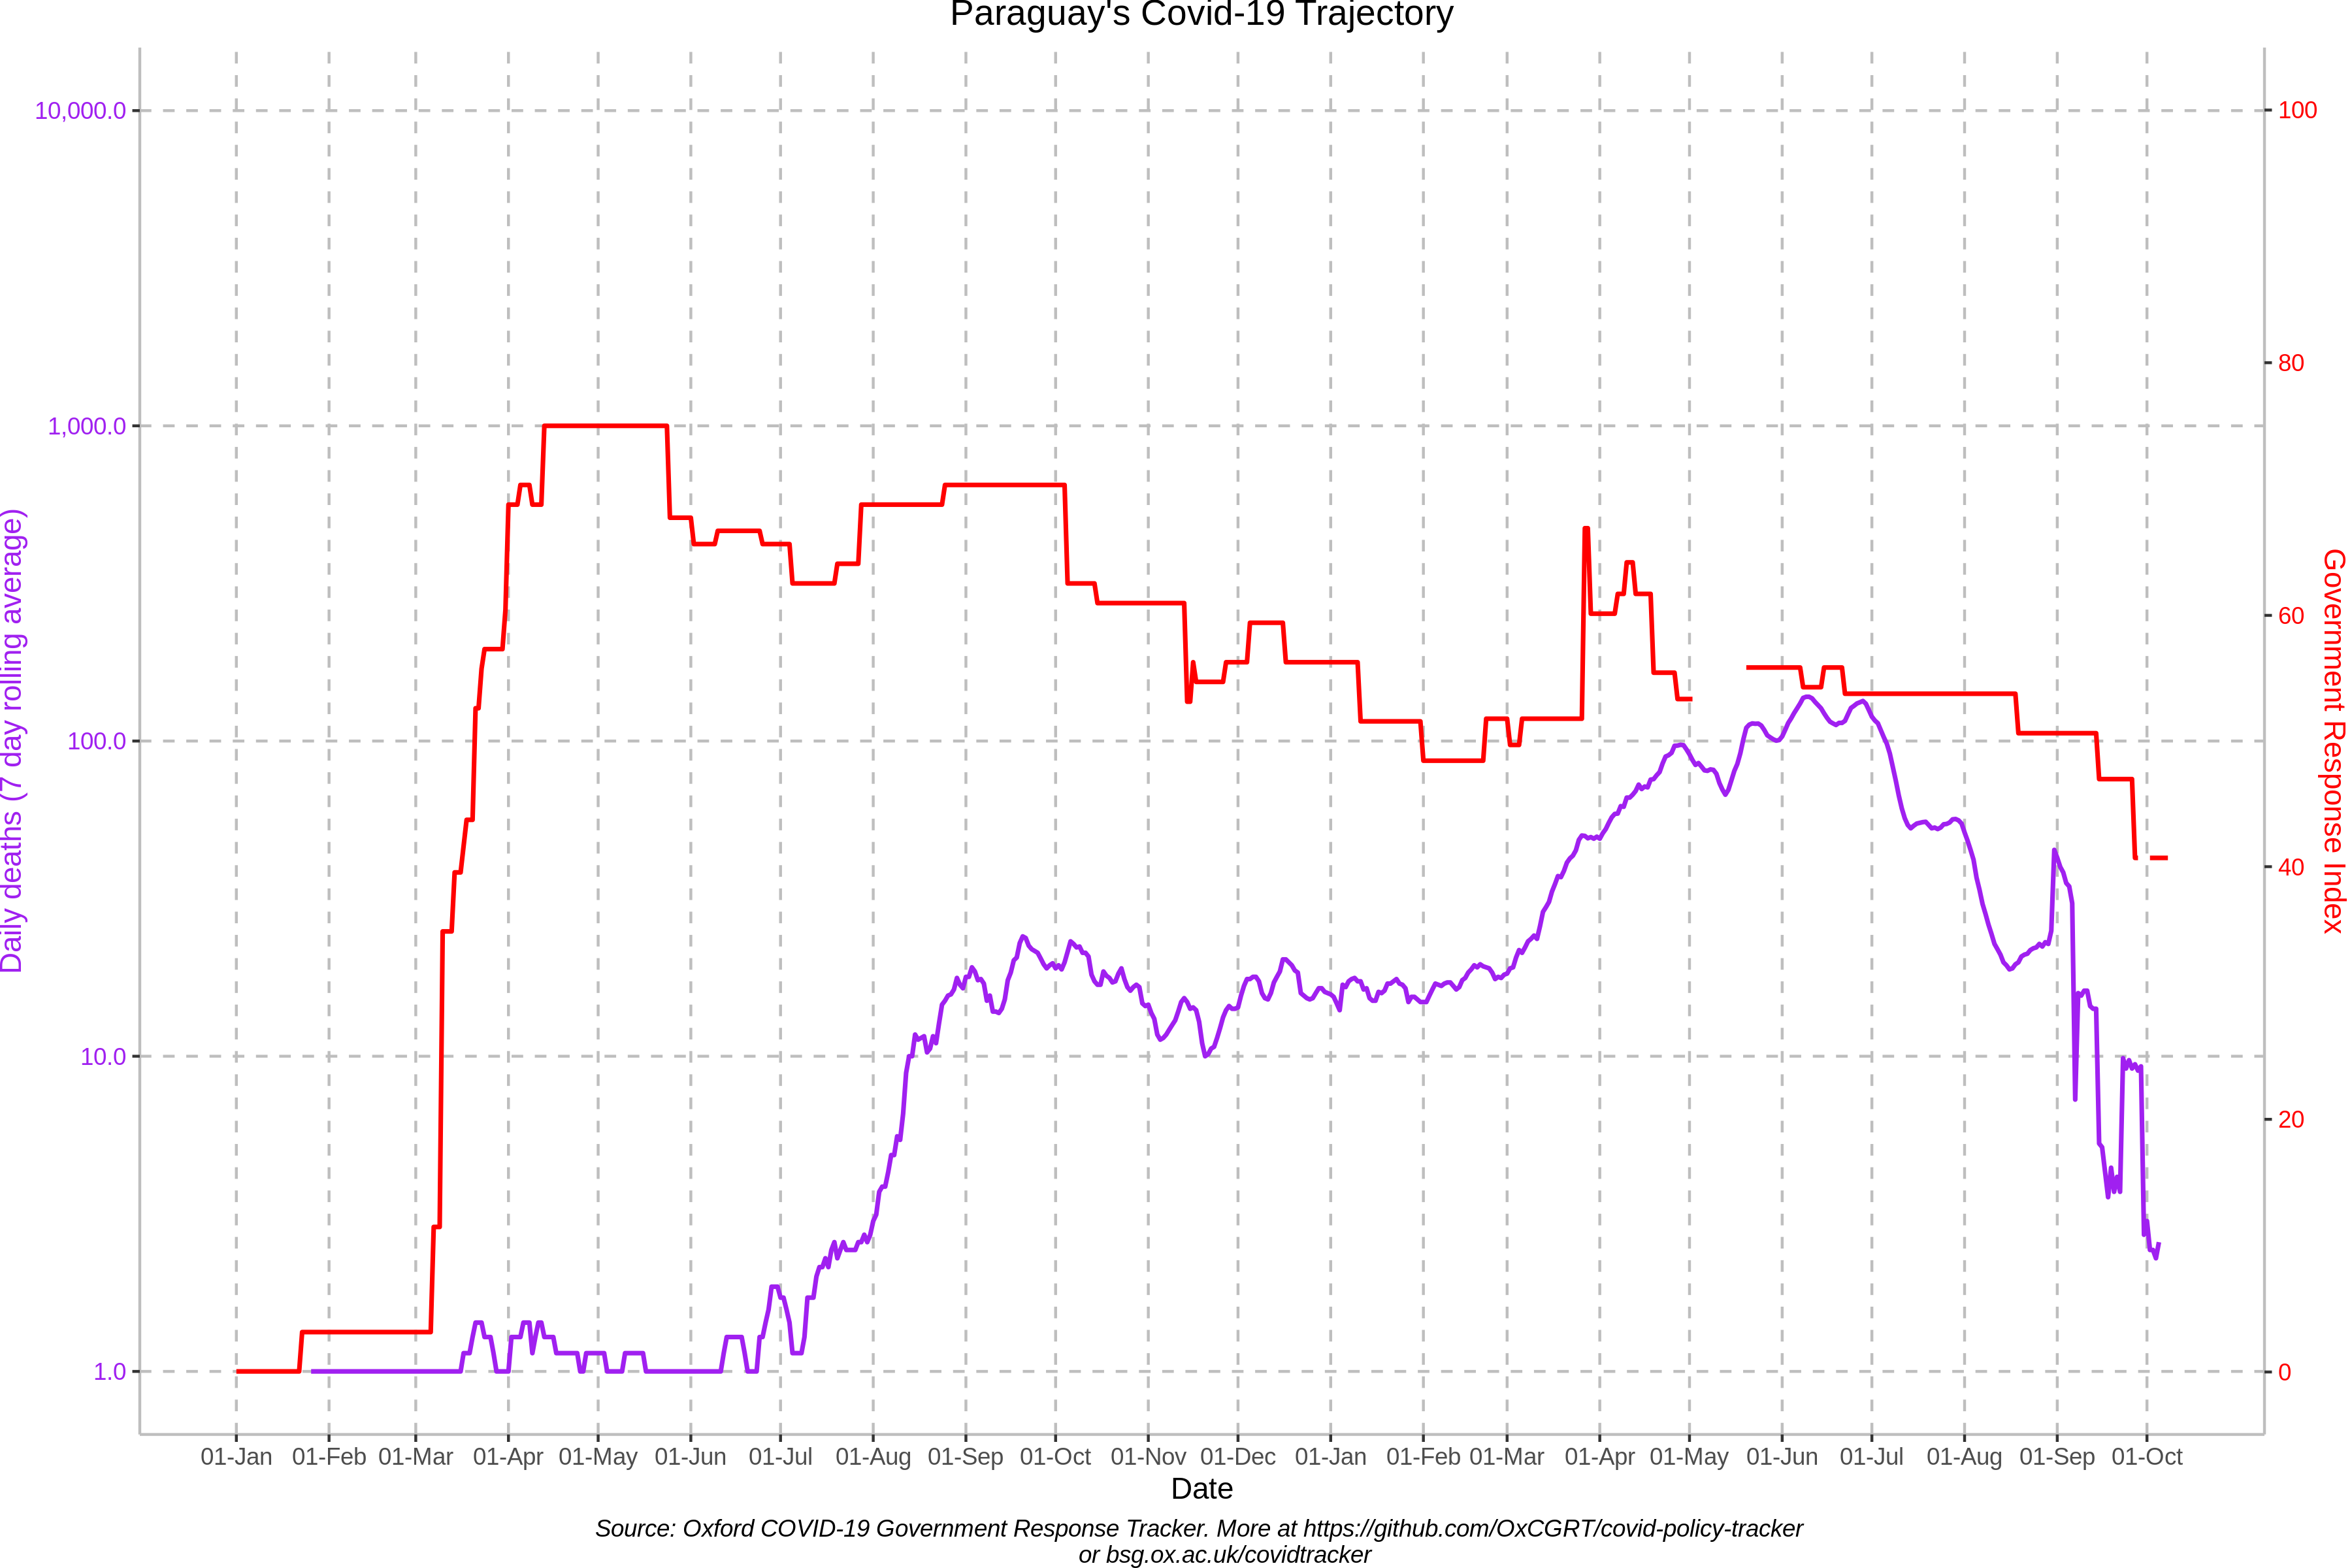 Paraguay's Covid-19 Trajectory
10,000.0
1,000.0
100.0
10.0
1.0
Daily deaths (7 day rolling average)
100
80
60
40
20
0
Government Response Index
01-Jan 01-Feb 01-Mar 01-Apr 01-May 01-Jun 01-Jul 01-Aug 01-Sep 01-Oct 01-Nov 01-Dec 01-Jan 01-Feb 01-Mar 01-Apr 01-May 01-Jun 01-Jul 01-Aug 01-Sep 01-Oct
Date
Source: Oxford COVID-19 Government Response Tracker. More at https://github.com/OxCGRT/covid-policy-tracker
or bsg.ox.ac.uk/covidtracker